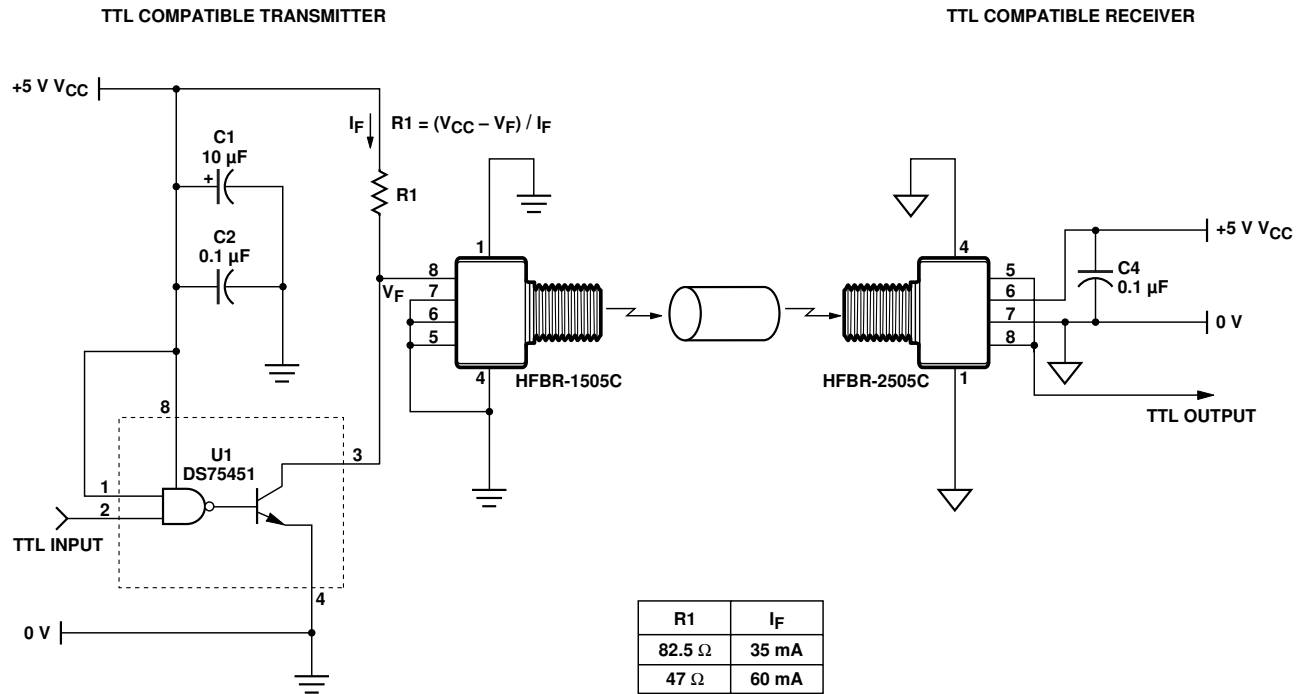 TTL COMPATIBLE TRANSMITTER
TTL COMPATIBLE RECEIVER
+5 V VCC
IF
R1 = (VCC – VF) / IF
C1
10 µF
+
R1
C2
0.1 µF
1
8
VF
7
6
5
4
HFBR-1505C
4
5
6
7
8
1
HFBR-2505C
+5 V VCC
C4
0.1 µF
0 V
TTL OUTPUT
8
U1
DS75451
3
1
2
TTL INPUT
4
0 V
R1 IF
82.5 Ω 35 mA
47 Ω 60 mA